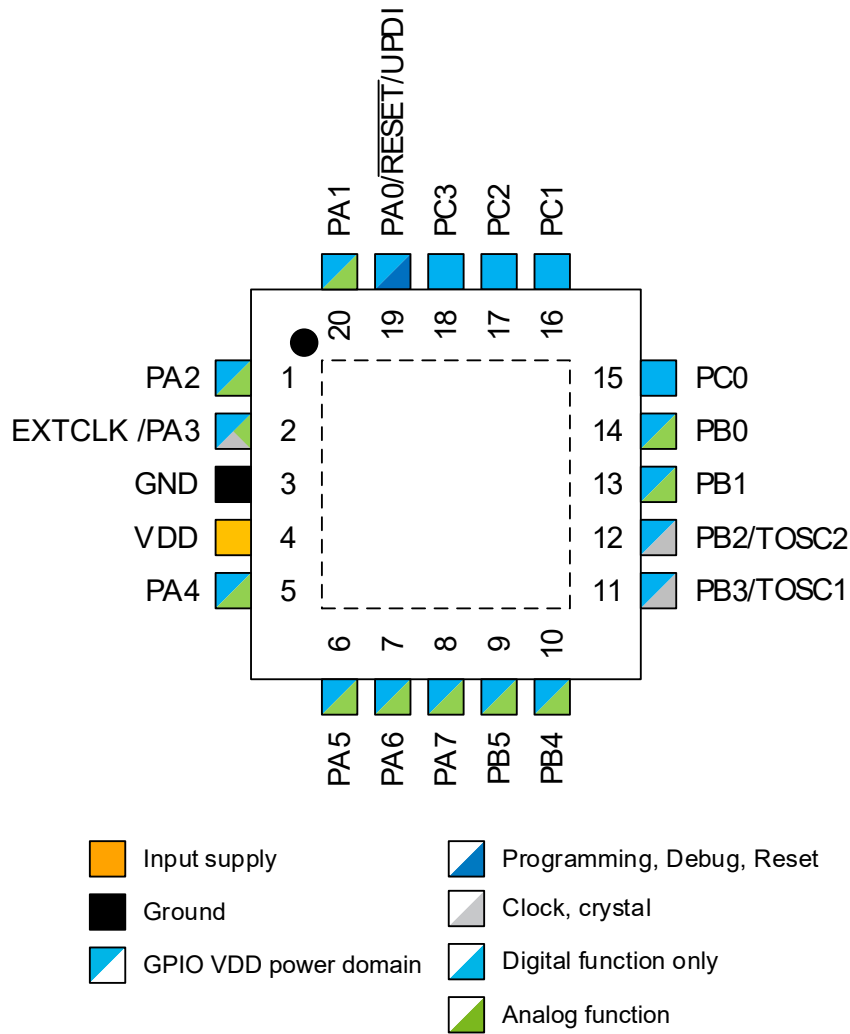 PA1
PA0/RESET/UPDI
PC3
PC2
PC1
20
19
18
17
16
PA2 1
EXTCLK /PA3 2
GND 3
VDD 4
PA4 5
15 PC0
14 PB0
13 PB1
12 PB2/TOSC2
11 PB3/TOSC1
6
7
8
9
10
PA5
PA6
PA7
PB5
PB4
Input supply
Ground
GPIO VDD power domain
Programming, Debug, Reset
Clock, crystal
Digital function only
Analog function